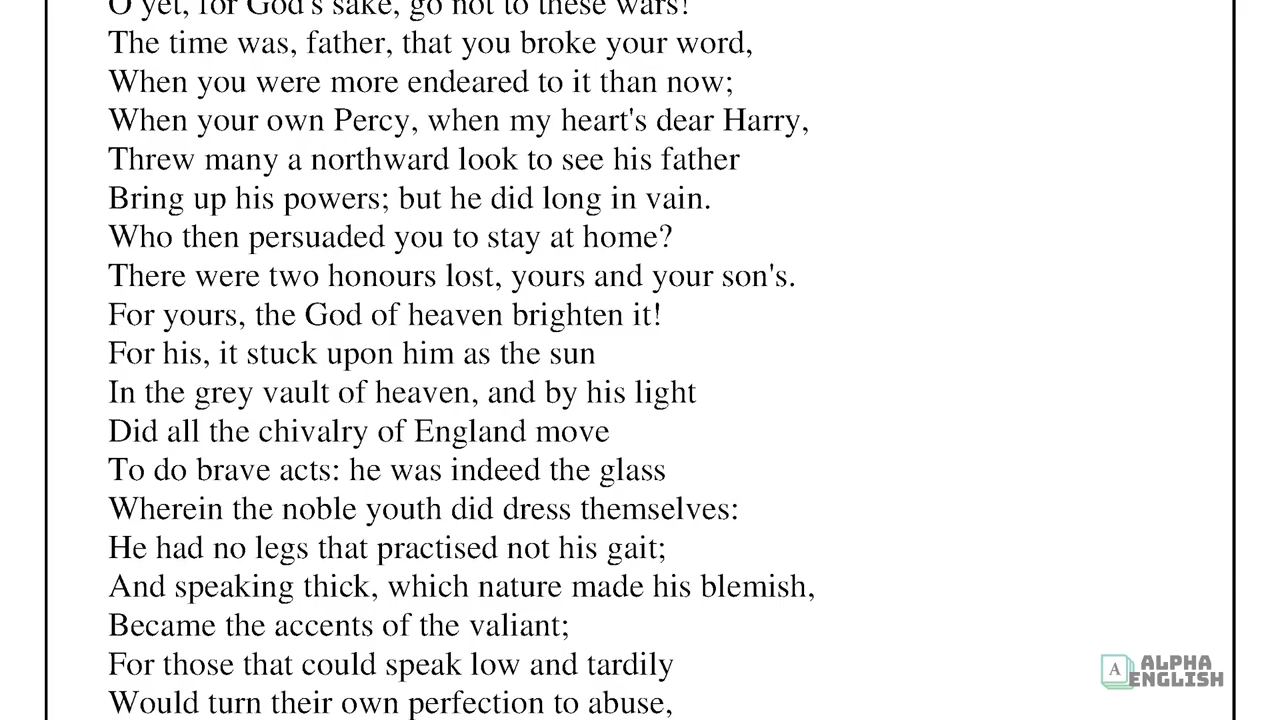 O yet, for God's sake, go not to these wars!
The time was, father, that you broke your word,
When you were more endeared to it than now;
When your own Percy, when my heart's dear Harry,
Threw many a northward look to see his father
Bring up his powers; but he did long in vain.
Who then persuaded you to stay at home?
There were two honours lost, yours and your son's.
For yours, the God of heaven brighten it!
For his, it stuck upon him as the sun
In the grey vault of heaven, and by his light
Did all the chivalry of England move
To do brave acts: he was indeed the glass
Wherein the noble youth did dress themselves:
He had no legs that practised not his gait;
And speaking thick, which nature made his blemish,
Became the accents of the valiant;
For those that could speak low and tardily
Would turn their own perfection to abuse,
A ALPHA
ENGLISH